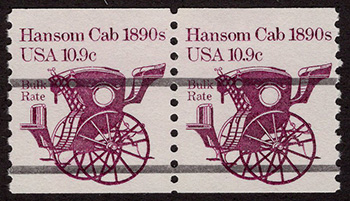 Hansom Cab 1890s
USA 10.9c
Bulk
Rate
Hansom Cab 1890s
USA 10.9c
Bulk
Rate